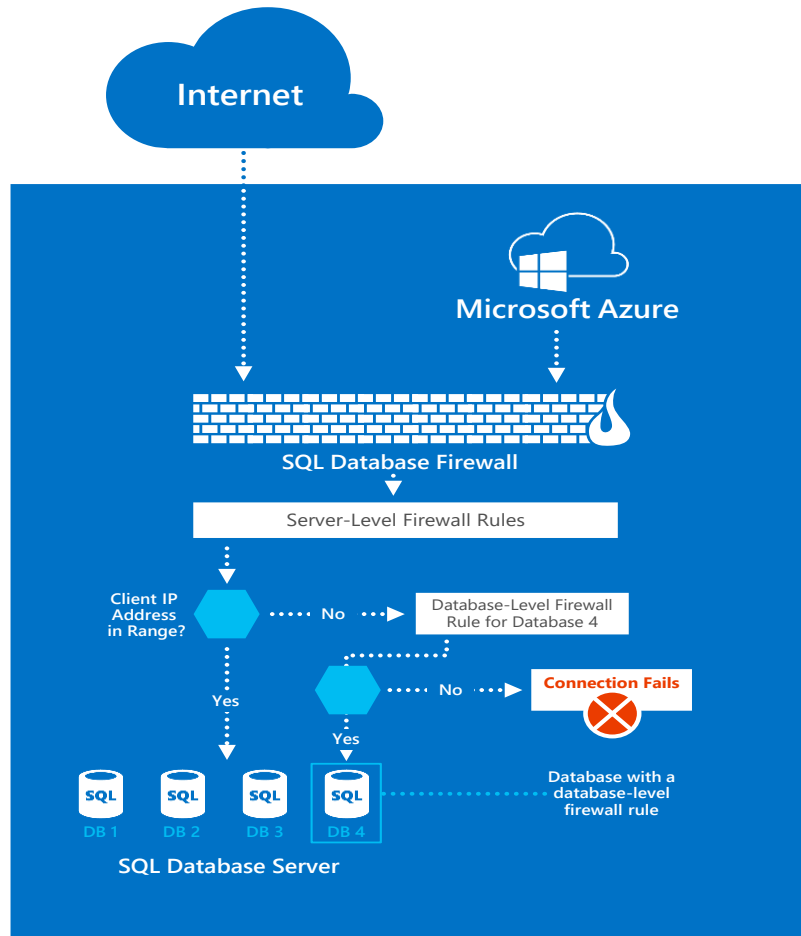 Internet
Microsoft Azure
SQL Database Firewall
Server-Level Firewall Rules
Client IP
Address
in Range?
No
Database-Level Firewall
Rule for Database 4
Yes
No
Connection Fails
Yes
SQL
SQL
SQL
SQL
DB 1
DB 2
DB 3
DB 4
Database with a
database-level
firewall rule
SQL Database Server